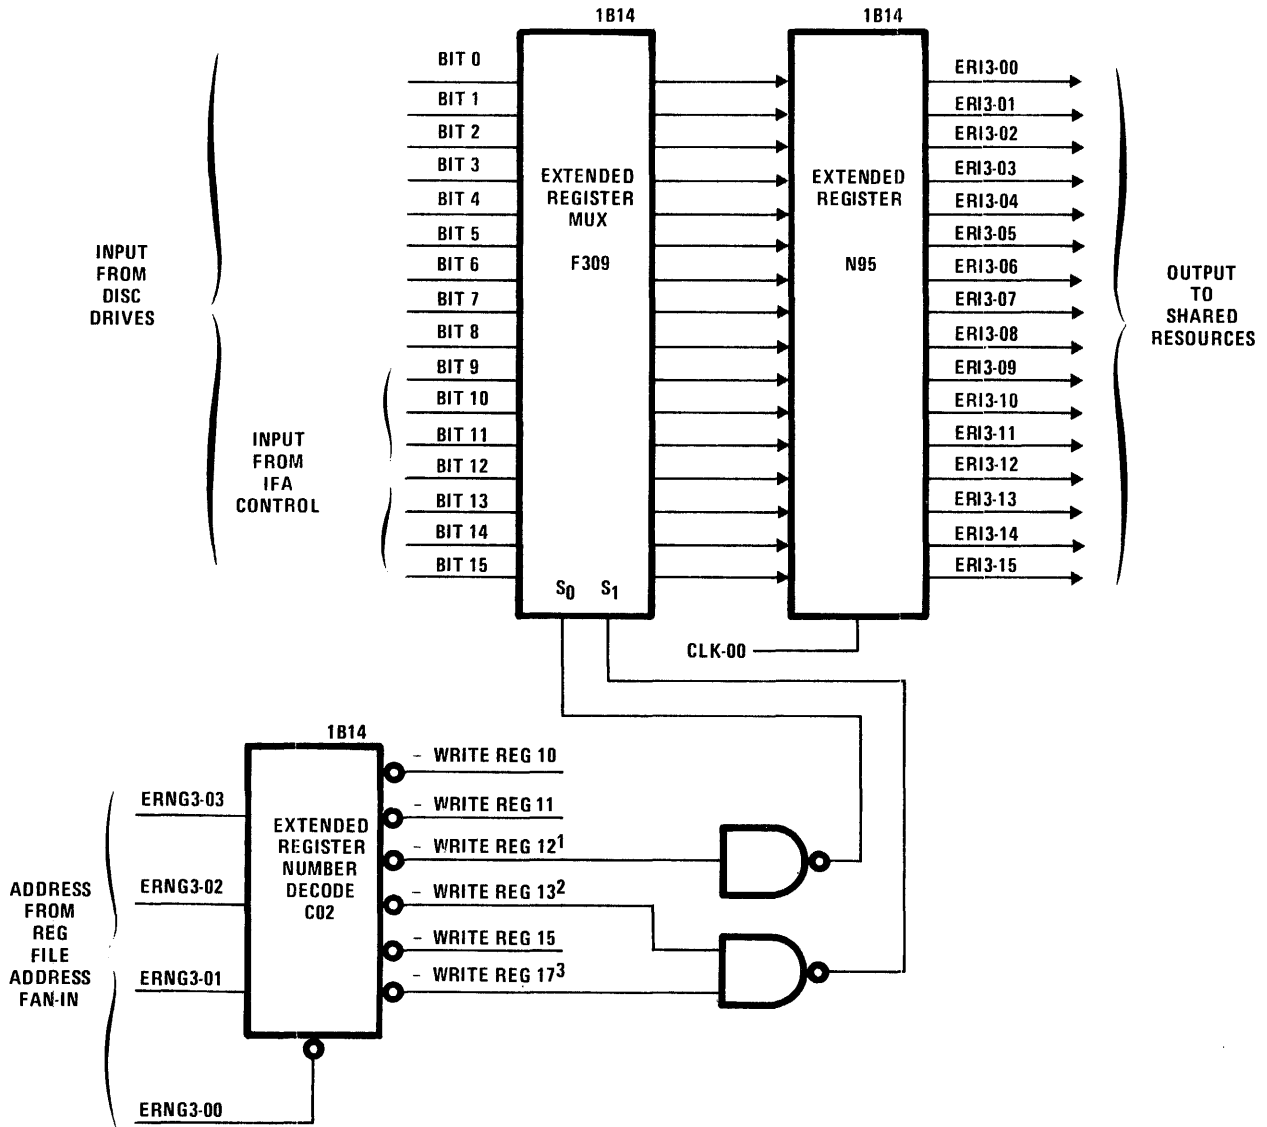 1B14
1B14
BIT 0
BIT 1
BIT 2
BIT 3
BIT 4
BIT 5
BIT 6
BIT 7
BIT 8
BIT 9
BIT 10
BIT 11
BIT 12
BIT 13
BIT 14
BIT 15
INPUT
FROM
DISC
DRIVES
INPUT
FROM
IFA
CONTROL
EXTENDED
REGISTER
MUX
F309
S0 S1
EXTENDED
REGISTER
N95
ERI3-00
ERI3-01
ERI3-02
ERI3-03
ERI3-04
ERI3-05
ERI3-06
ERI3-07
ERI3-08
ERI3-09
ERI3-10
ERI3-11
ERI3-12
ERI3-13
ERI3-14
ERI3-15
OUTPUT
TO
SHARED
RESOURCES
CLK-00
1B14
ERNG3-03
ERNG3-02
ERNG3-01
ERNG3-00
ADDRESS
FROM
REG
FILE
ADDRESS
FAN-IN
EXTENDED
REGISTER
NUMBER
DECODE
C02
– WRITE REG 10
– WRITE REG 11
– WRITE REG 12¹
– WRITE REG 13²
– WRITE REG 15
– WRITE REG 17³